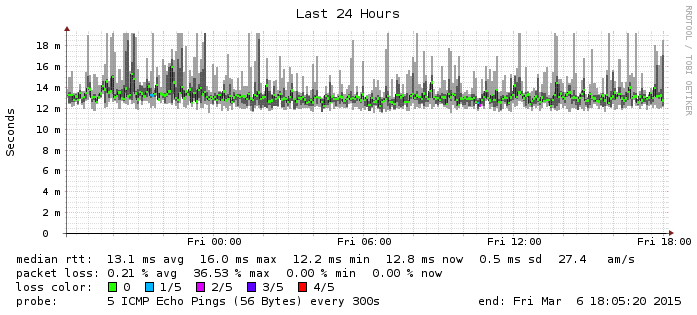 Last 24 Hours
RRDTOOL / TOBI OETIKER
Seconds
18 m
16 m
14 m
12 m
10 m
8 m
6 m
4 m
2 m
0
Fri 00:00 Fri 06:00 Fri 12:00 Fri 18:00
median rtt: 13.1 ms avg 16.0 ms max 12.2 ms min 12.8 ms now 0.5 ms sd 27.4 am/s
packet loss: 0.21 % avg 36.53 % max 0.00 % min 0.00 % now
loss color: 0 1/5 2/5 3/5 4/5
probe: 5 ICMP Echo Pings (56 Bytes) every 300s end: Fri Mar 6 18:05:20 2015